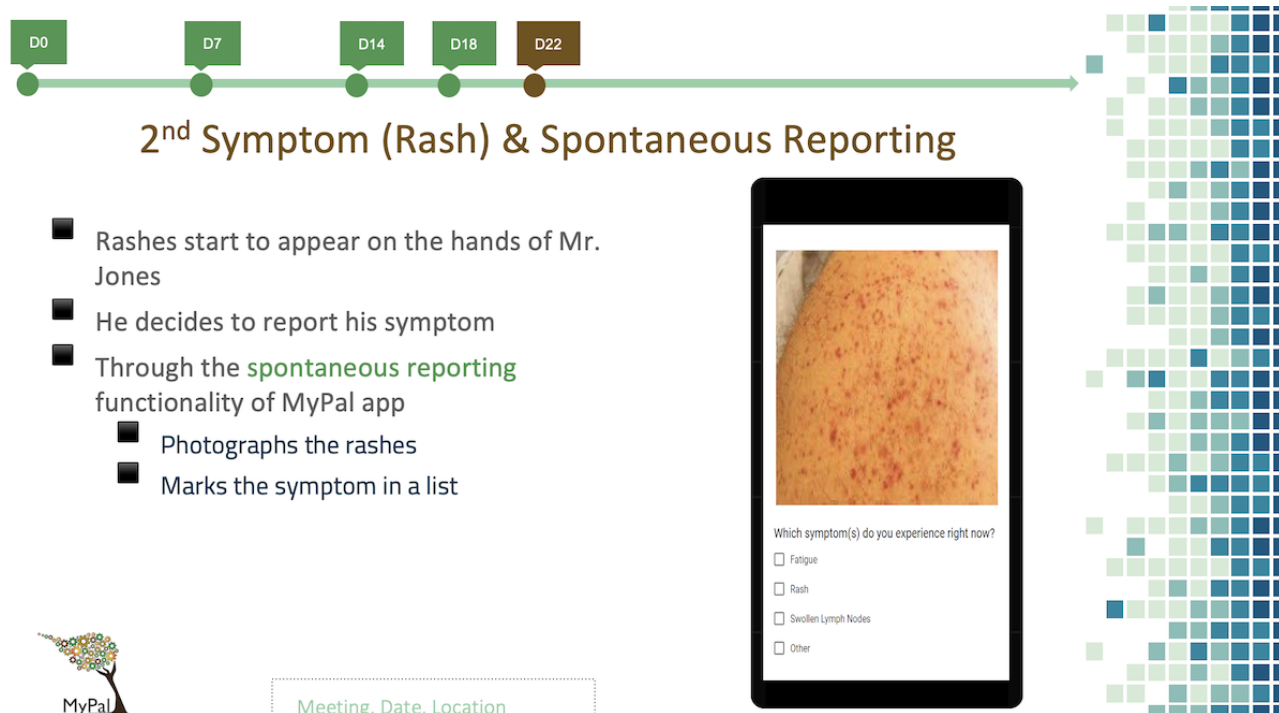 D0
D7
D14
D18
D22
2nd Symptom (Rash) & Spontaneous Reporting
Rashes start to appear on the hands of Mr.
Jones
He decides to report his symptom
Through the spontaneous reporting
functionality of MyPal app
Photographs the rashes
Marks the symptom in a list
Which symptom(s) do you experience right now?
Fatigue
Rash
Swollen Lymph Nodes
Other
MyPal
Meeting, Date, Location